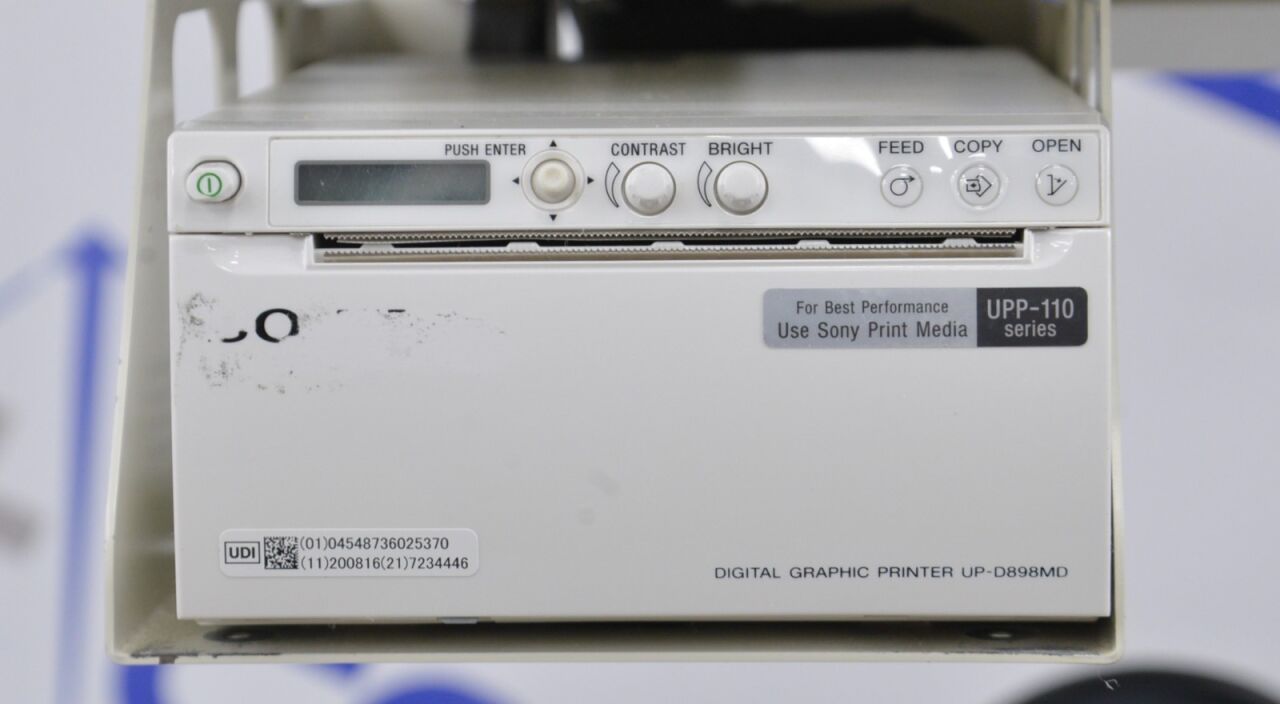 PUSH ENTER
CONTRAST
BRIGHT
FEED
COPY
OPEN
For Best Performance
Use Sony Print Media
UPP-110
series
UDI
(01)04548736025370
(11)200816(21)7234446
DIGITAL GRAPHIC PRINTER UP-D898MD